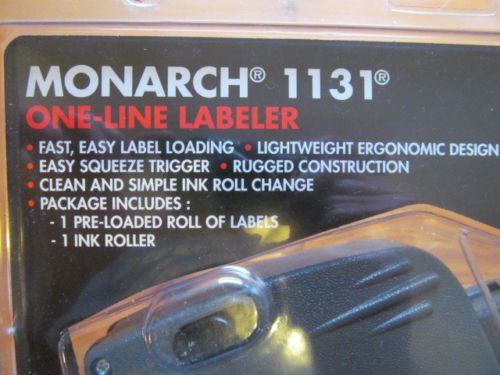 MONARCH® 1131®
ONE-LINE LABELER
• FAST, EASY LABEL LOADING • LIGHTWEIGHT ERGONOMIC DESIGN
• EASY SQUEEZE TRIGGER • RUGGED CONSTRUCTION
• CLEAN AND SIMPLE INK ROLL CHANGE
• PACKAGE INCLUDES :
- 1 PRE-LOADED ROLL OF LABELS
- 1 INK ROLLER